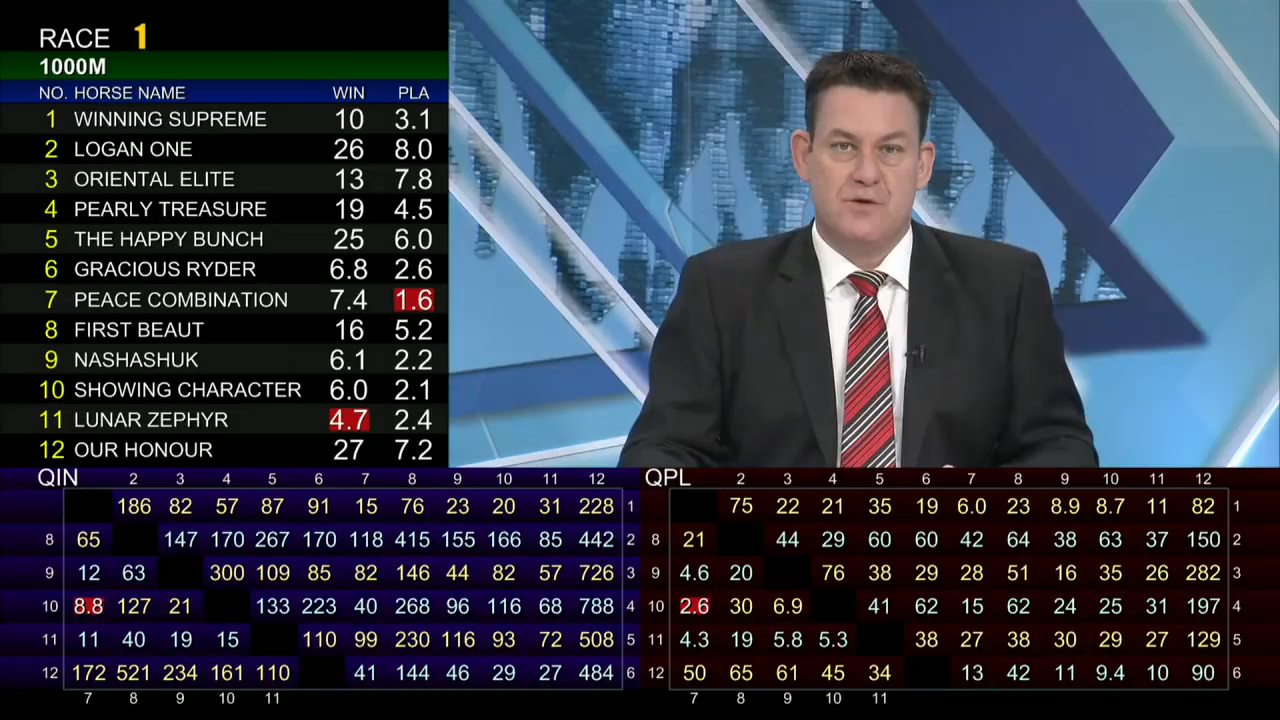 RACE 1
1000M
NO. HORSE NAME WIN PLA
1 WINNING SUPREME 10 3.1
2 LOGAN ONE 26 8.0
3 ORIENTAL ELITE 13 7.8
4 PEARLY TREASURE 19 4.5
5 THE HAPPY BUNCH 25 6.0
6 GRACIOUS RYDER 6.8 2.6
7 PEACE COMBINATION 7.4 1.6
8 FIRST BEAUT 16 5.2
9 NASHASHUK 6.1 2.2
10 SHOWING CHARACTER 6.0 2.1
11 LUNAR ZEPHYR 4.7 2.4
12 OUR HONOUR 27 7.2
QIN 2 3 4 5 6 7 8 9 10 11 12
186 82 57 87 91 15 76 23 20 31 228 1
8 65 147 170 267 170 118 415 155 166 85 442 2
9 12 63 300 109 85 82 146 44 82 57 726 3
10 8.8 127 21 133 223 40 268 96 116 68 788 4
11 11 40 19 15 110 99 230 116 93 72 508 5
12 172 521 234 161 110 41 144 46 29 27 484 6
7 8 9 10 11
QPL 2 3 4 5 6 7 8 9 10 11 12
75 22 21 35 19 6.0 23 8.9 8.7 11 82 1
8 21 44 29 60 60 42 64 38 63 37 150 2
9 4.6 20 76 38 29 28 51 16 35 26 282 3
10 2.6 30 6.9 41 62 15 62 24 25 31 197 4
11 4.3 19 5.8 5.3 38 27 38 30 29 27 129 5
12 50 65 61 45 34 13 42 11 9.4 10 90 6
7 8 9 10 11